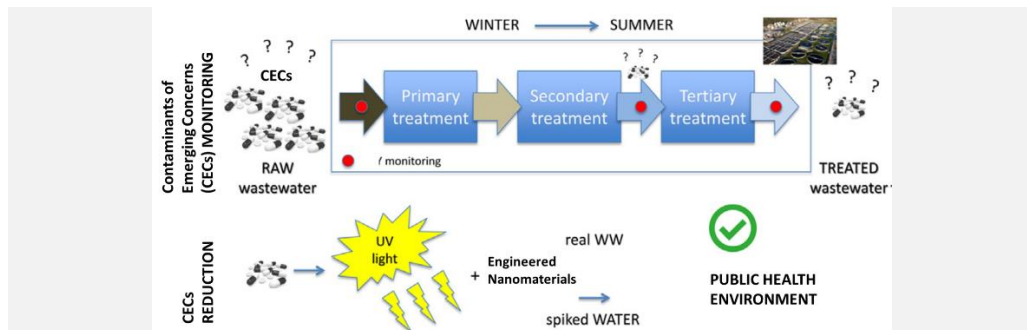 WINTER SUMMER
? ? ? ?
CECs
? ? ?
? ? ?
Contaminants of
Emerging Concerns
(CECs) MONITORING
Primary
treatment
Secondary
treatment
Tertiary
treatment
monitoring
RAW
wastewater
TREATED
wastewater
CECs
REDUCTION
UV
light
+ Engineered
Nanomaterials
real WW
spiked WATER
PUBLIC HEALTH
ENVIRONMENT